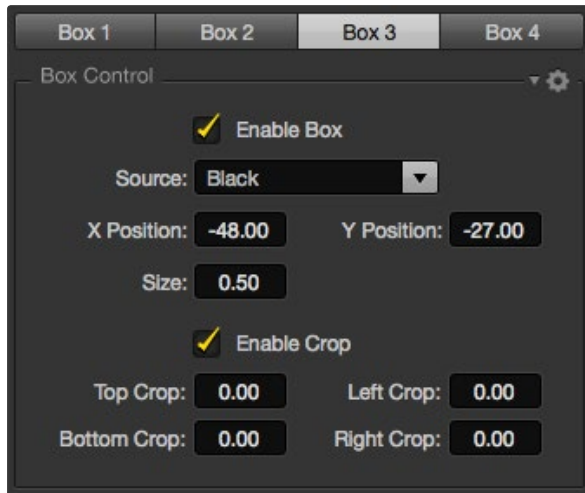 Box 1 Box 2 Box 3 Box 4
Box Control
Enable Box
Source: Black
X Position: -48.00 Y Position: -27.00
Size: 0.50
Enable Crop
Top Crop: 0.00 Left Crop: 0.00
Bottom Crop: 0.00 Right Crop: 0.00